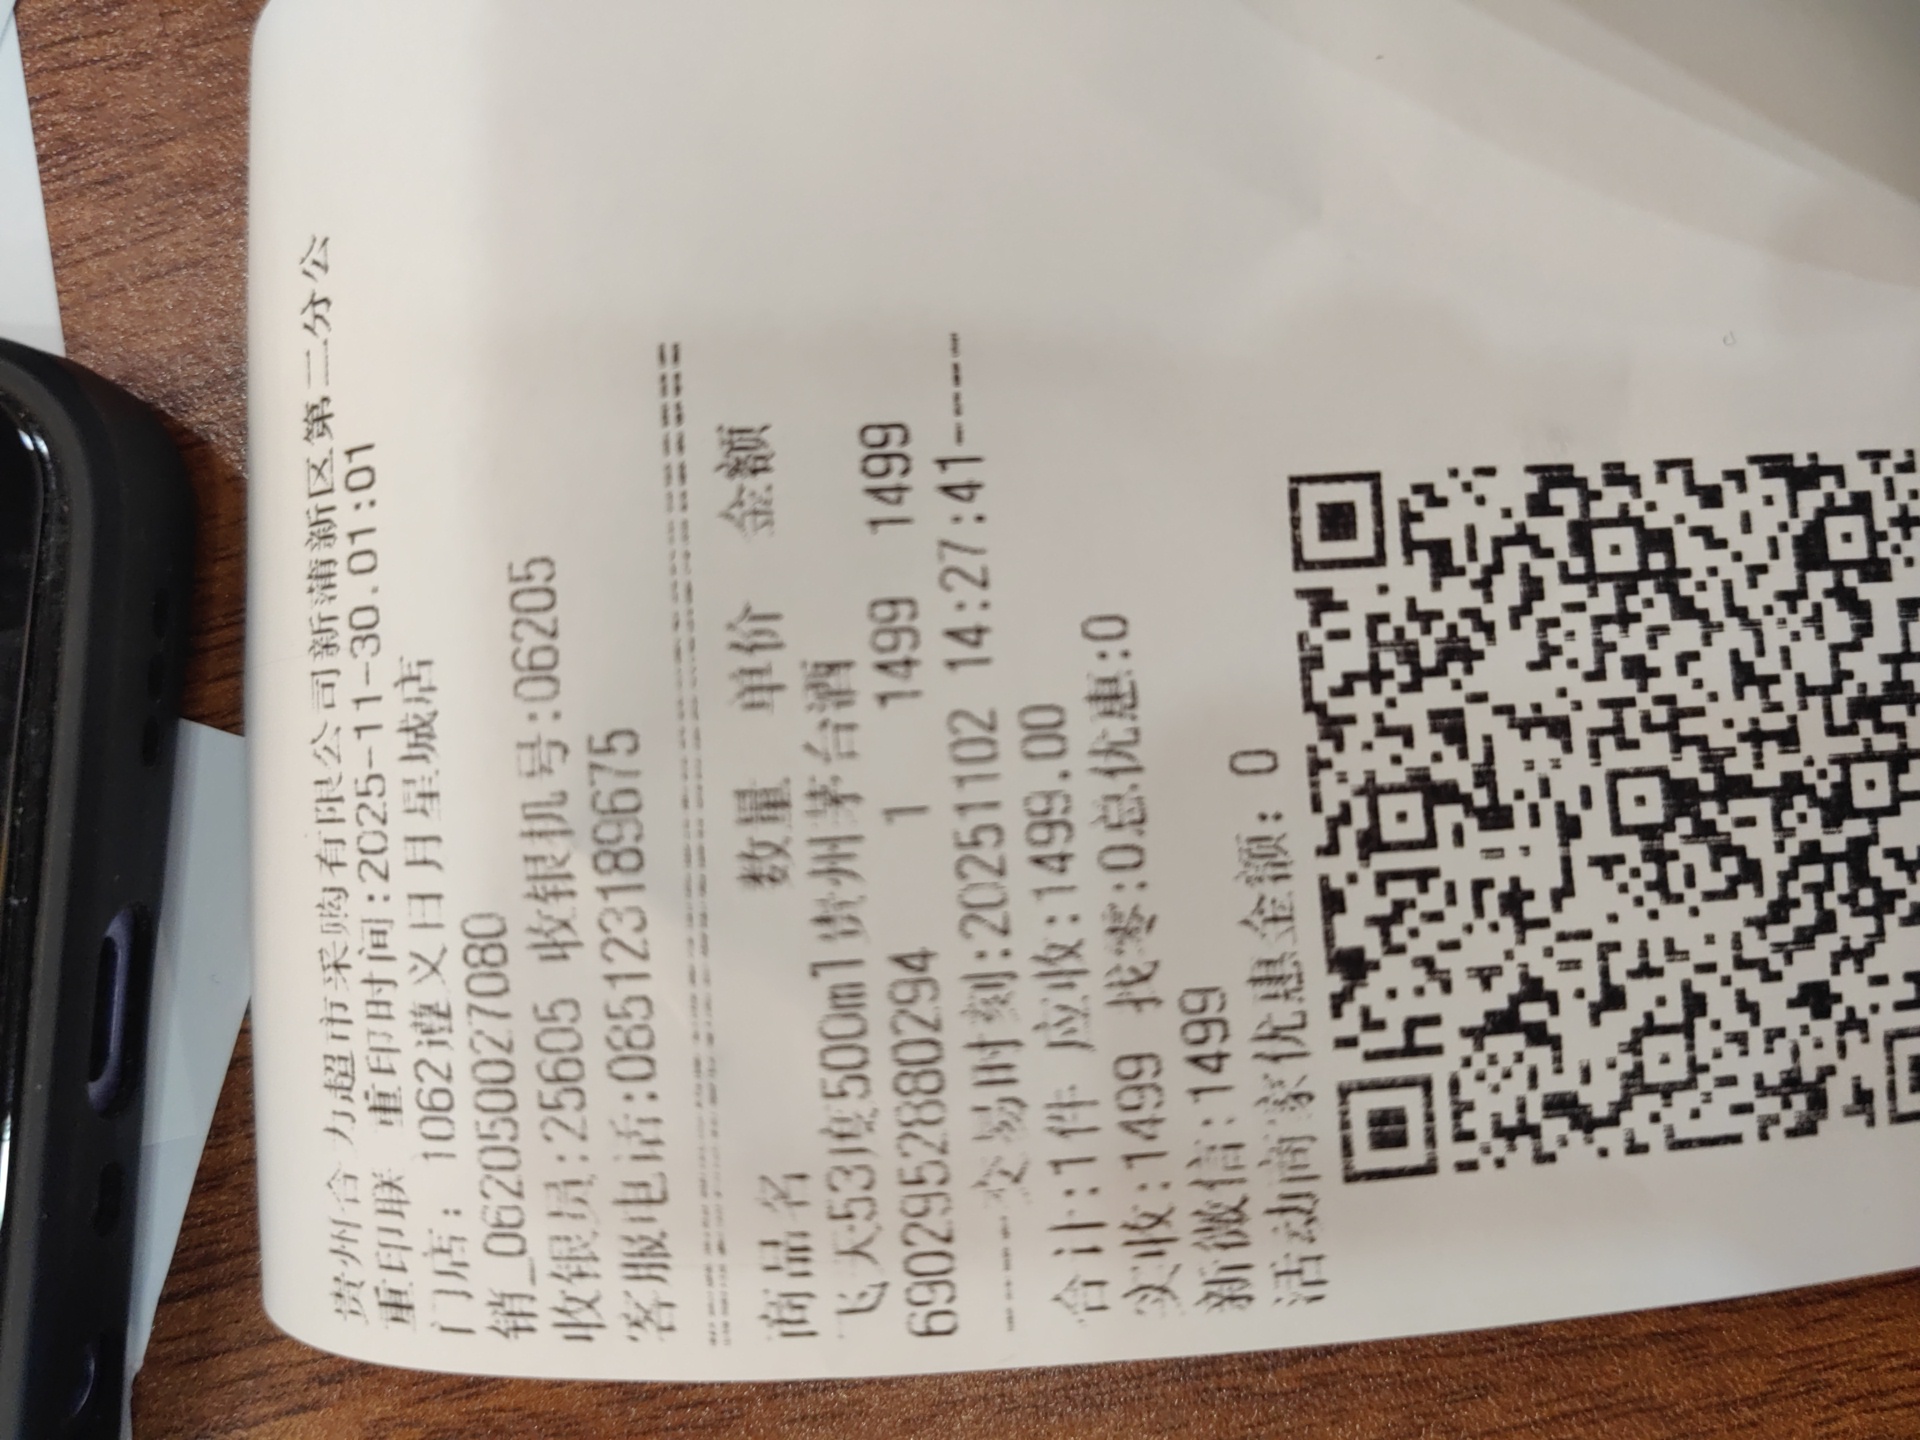 贵州合力超市采购有限公司新蒲新区第二分公
重印联 重印时间:2025-11-30.01:01
门店: 1062遵义日月星城店
销_0620500027080
收银员:25605 收银机号:06205
客服电话:085123189675
================================
商品名 数量 单价 金额
飞天53度500ml贵州茅台酒
6902952880294 1 1499 1499
----交易时刻:20251102 14:27:41----
合计:1件 应收:1499.00
实收:1499 找零:0总优惠:0
新微信:1499
活动商家优惠金额: 0